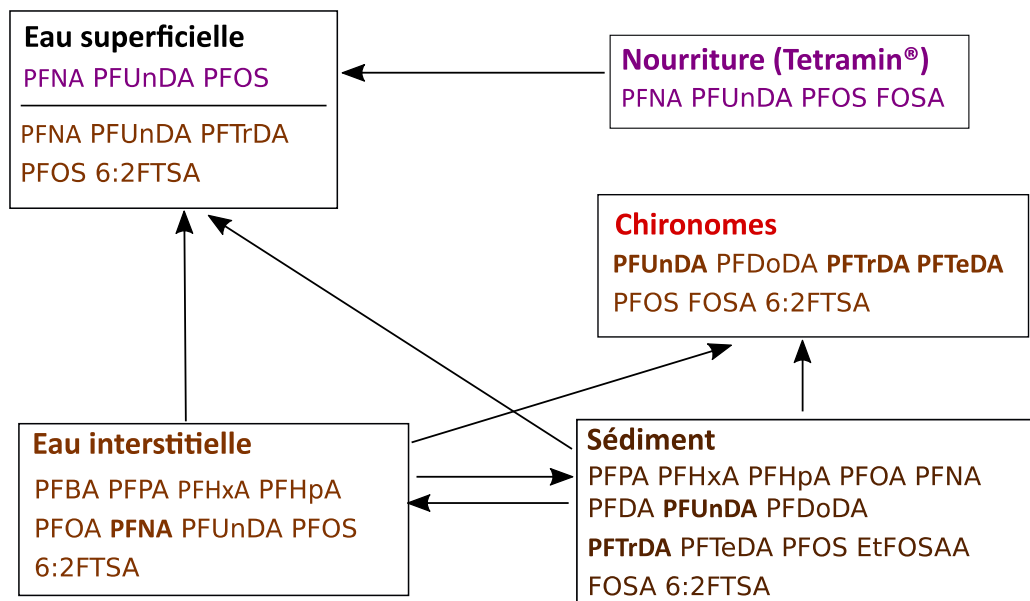 Eau superficielle
PFNA PFUnDA PFOS
PFNA PFUnDA PFTrDA
PFOS 6:2FTSA
Nourriture (Tetramin®)
PFNA PFUnDA PFOS FOSA
Chironomes
PFUnDA PFDoDA PFTrDA PFTeDA
PFOS FOSA 6:2FTSA
Eau interstitielle
PFBA PFPA PFHxA PFHpA
PFOA PFNA PFUnDA PFOS
6:2FTSA
Sédiment
PFPA PFHxA PFHpA PFOA PFNA
PFDA PFUnDA PFDoDA
PFTrDA PFTeDA PFOS EtFOSAA
FOSA 6:2FTSA